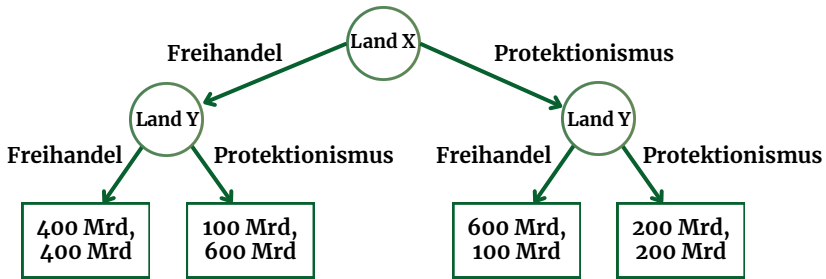 Land X
Freihandel
Protektionismus
Land Y
Land Y
Freihandel
Protektionismus
Freihandel
Protektionismus
400 Mrd,
400 Mrd
100 Mrd,
600 Mrd
600 Mrd,
100 Mrd
200 Mrd,
200 Mrd